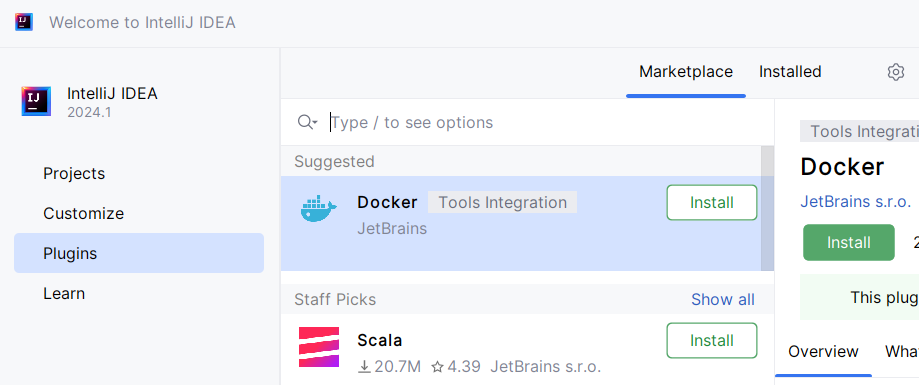 Welcome to IntelliJ IDEA
IJ
IntelliJ IDEA
2024.1
Projects
Customize
Plugins
Learn
Marketplace
Installed
Type / to see options
Suggested
Docker Tools Integration
JetBrains
Install
Staff Picks
Show all
Scala
20.7M 4.39 JetBrains s.r.o.
Install
Tools Integrati
Docker
JetBrains s.r.o.
Install 2
This plug
Overview Wha